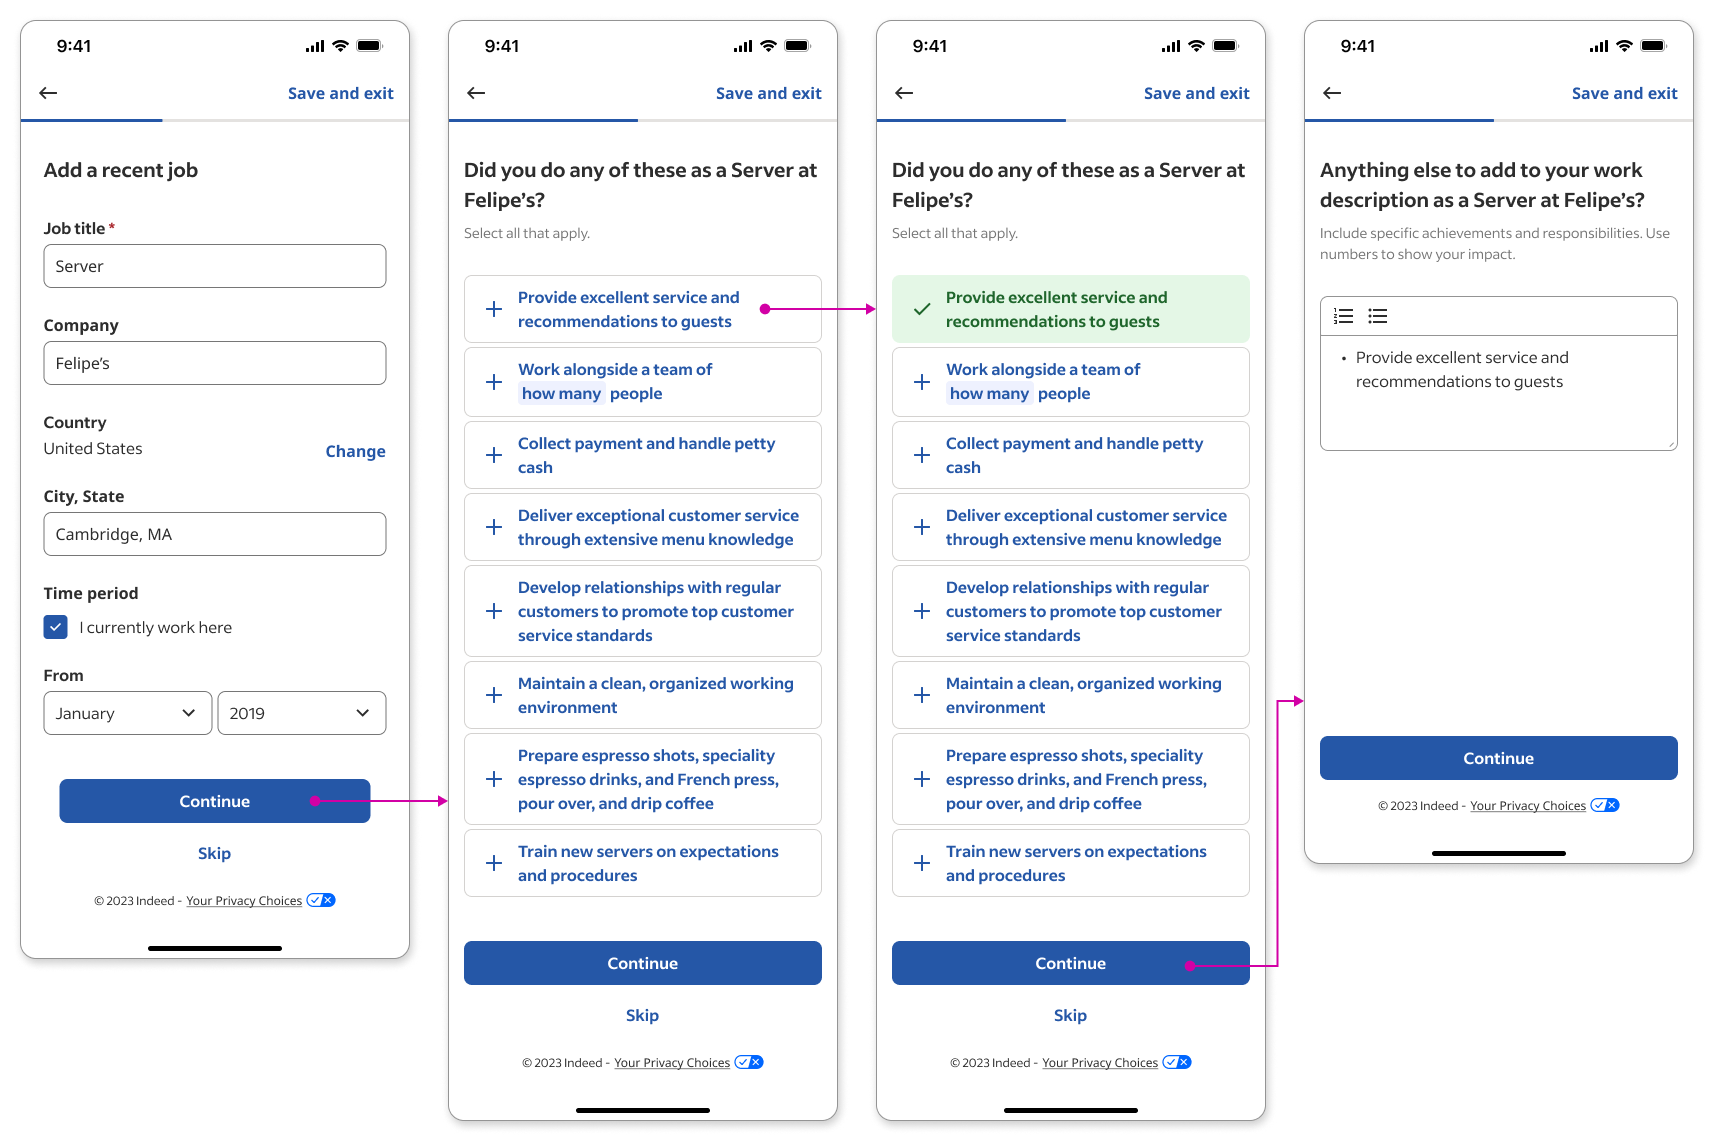 9:41
Save and exit
Add a recent job
Job title *
Server
Company
Felipe’s
Country
United States
Change
City, State
Cambridge, MA
Time period
I currently work here
From
January
2019
Continue
Skip
© 2023 Indeed - Your Privacy Choices
9:41
Save and exit
Did you do any of these as a Server at
Felipe’s?
Select all that apply.
Provide excellent service and
recommendations to guests
Work alongside a team of
how many people
Collect payment and handle petty
cash
Deliver exceptional customer service
through extensive menu knowledge
Develop relationships with regular
customers to promote top customer
service standards
Maintain a clean, organized working
environment
Prepare espresso shots, speciality
espresso drinks, and French press,
pour over, and drip coffee
Train new servers on expectations
and procedures
Continue
Skip
© 2023 Indeed - Your Privacy Choices
9:41
Save and exit
Did you do any of these as a Server at
Felipe’s?
Select all that apply.
Provide excellent service and
recommendations to guests
Work alongside a team of
how many people
Collect payment and handle petty
cash
Deliver exceptional customer service
through extensive menu knowledge
Develop relationships with regular
customers to promote top customer
service standards
Maintain a clean, organized working
environment
Prepare espresso shots, speciality
espresso drinks, and French press,
pour over, and drip coffee
Train new servers on expectations
and procedures
Continue
Skip
© 2023 Indeed - Your Privacy Choices
9:41
Save and exit
Anything else to add to your work
description as a Server at Felipe’s?
Include specific achievements and responsibilities. Use
numbers to show your impact.
• Provide excellent service and
recommendations to guests
Continue
© 2023 Indeed - Your Privacy Choices